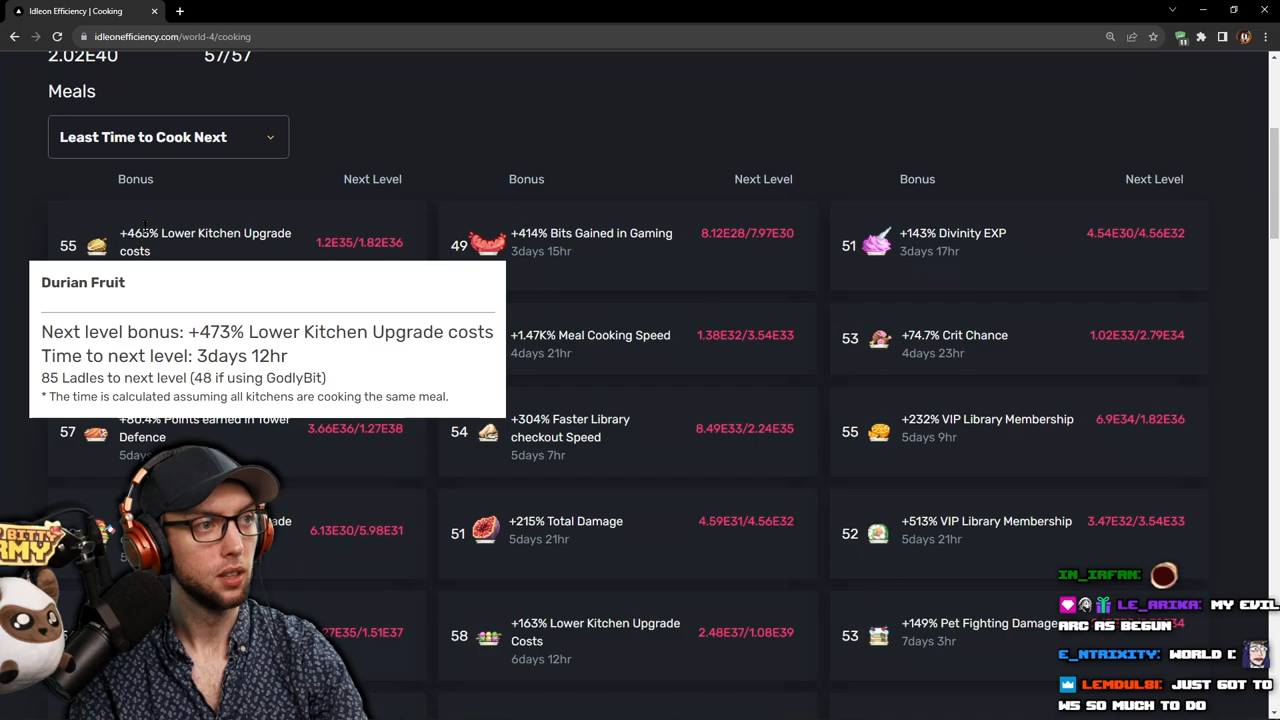 Idleon Efficiency | Cooking
idleonefficiency.com/world-4/cooking
11
2.02E40
57/57
Meals
Least Time to Cook Next
Bonus
Next Level
Bonus
Next Level
Bonus
Next Level
55
+465% Lower Kitchen Upgrade
costs
1.2E35/1.82E36
49
+414% Bits Gained in Gaming
3days 15hr
8.12E28/7.97E30
51
+143% Divinity EXP
3days 17hr
4.54E30/4.56E32
Durian Fruit
Next level bonus: +473% Lower Kitchen Upgrade costs
Time to next level: 3days 12hr
85 Ladles to next level (48 if using GodlyBit)
* The time is calculated assuming all kitchens are cooking the same meal.
+1.47K% Meal Cooking Speed
4days 21hr
1.38E32/3.54E33
53
+74.7% Crit Chance
4days 23hr
1.02E33/2.79E34
57
+80.4% Points earned in Tower
Defence
5days
3.66E36/1.27E38
54
+304% Faster Library
checkout Speed
5days 7hr
8.49E33/2.24E35
55
+232% VIP Library Membership
5days 9hr
6.9E34/1.82E36
ade
6.13E30/5.98E31
51
+215% Total Damage
5days 21hr
4.59E31/4.56E32
52
+513% VIP Library Membership
5days 21hr
3.47E32/3.54E33
27E35/1.51E37
58
+163% Lower Kitchen Upgrade
Costs
6days 12hr
2.48E37/1.08E39
53
+149% Pet Fighting Damage
7days 3hr
BITTY
RMY
IN_IRFAN:
LE_ARIKA: MY EVIL
ARC AS BEGUN
E_NTRIXITY: WORLD
LEMDUL8I: JUST GOT TO
W5 SO MUCH TO DO